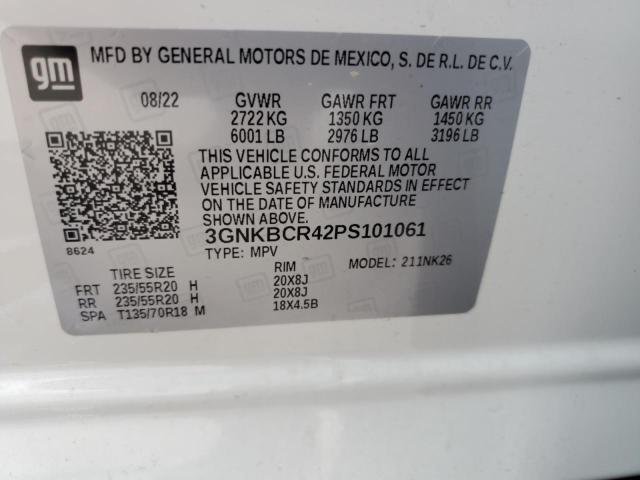 gm
MFD BY GENERAL MOTORS DE MEXICO, S. DE R.L. DE C.V.
08/22 GVWR GAWR FRT GAWR RR
2722 KG 1350 KG 1450 KG
6001 LB 2976 LB 3196 LB
THIS VEHICLE CONFORMS TO ALL
APPLICABLE U.S. FEDERAL MOTOR
VEHICLE SAFETY STANDARDS IN EFFECT
ON THE DATE OF MANUFACTURE
SHOWN ABOVE.
3GNKBCR42PS101061
8624 TYPE: MPV MODEL: 211NK26
TIRE SIZE RIM
FRT 235/55R20 H 20X8J
RR 235/55R20 H 20X8J
SPA T135/70R18 M 18X4.5B